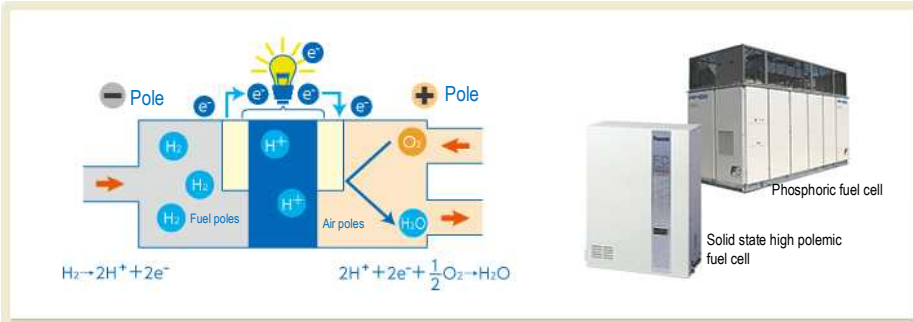 e⁻
e⁻ e⁻ e⁻ e⁻
− Pole
+ Pole
H₂
H⁺
O₂
H₂
H⁺
H₂
Fuel poles
Air poles
H₂O
H₂→2H⁺+2e⁻
2H⁺+2e⁻+½O₂→H₂O
Phosphoric fuel cell
Solid state high polemic
fuel cell